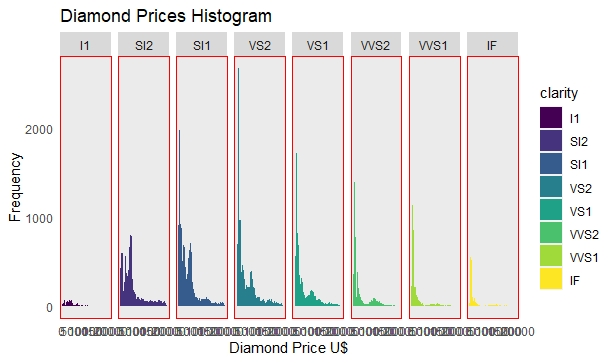 Diamond Prices Histogram
I1 SI2 SI1 VS2 VS1 VVS2 VVS1 IF
Frequency
2000
1000
0
Diamond Price U$
clarity
I1
SI2
SI1
VS2
VS1
VVS2
VVS1
IF